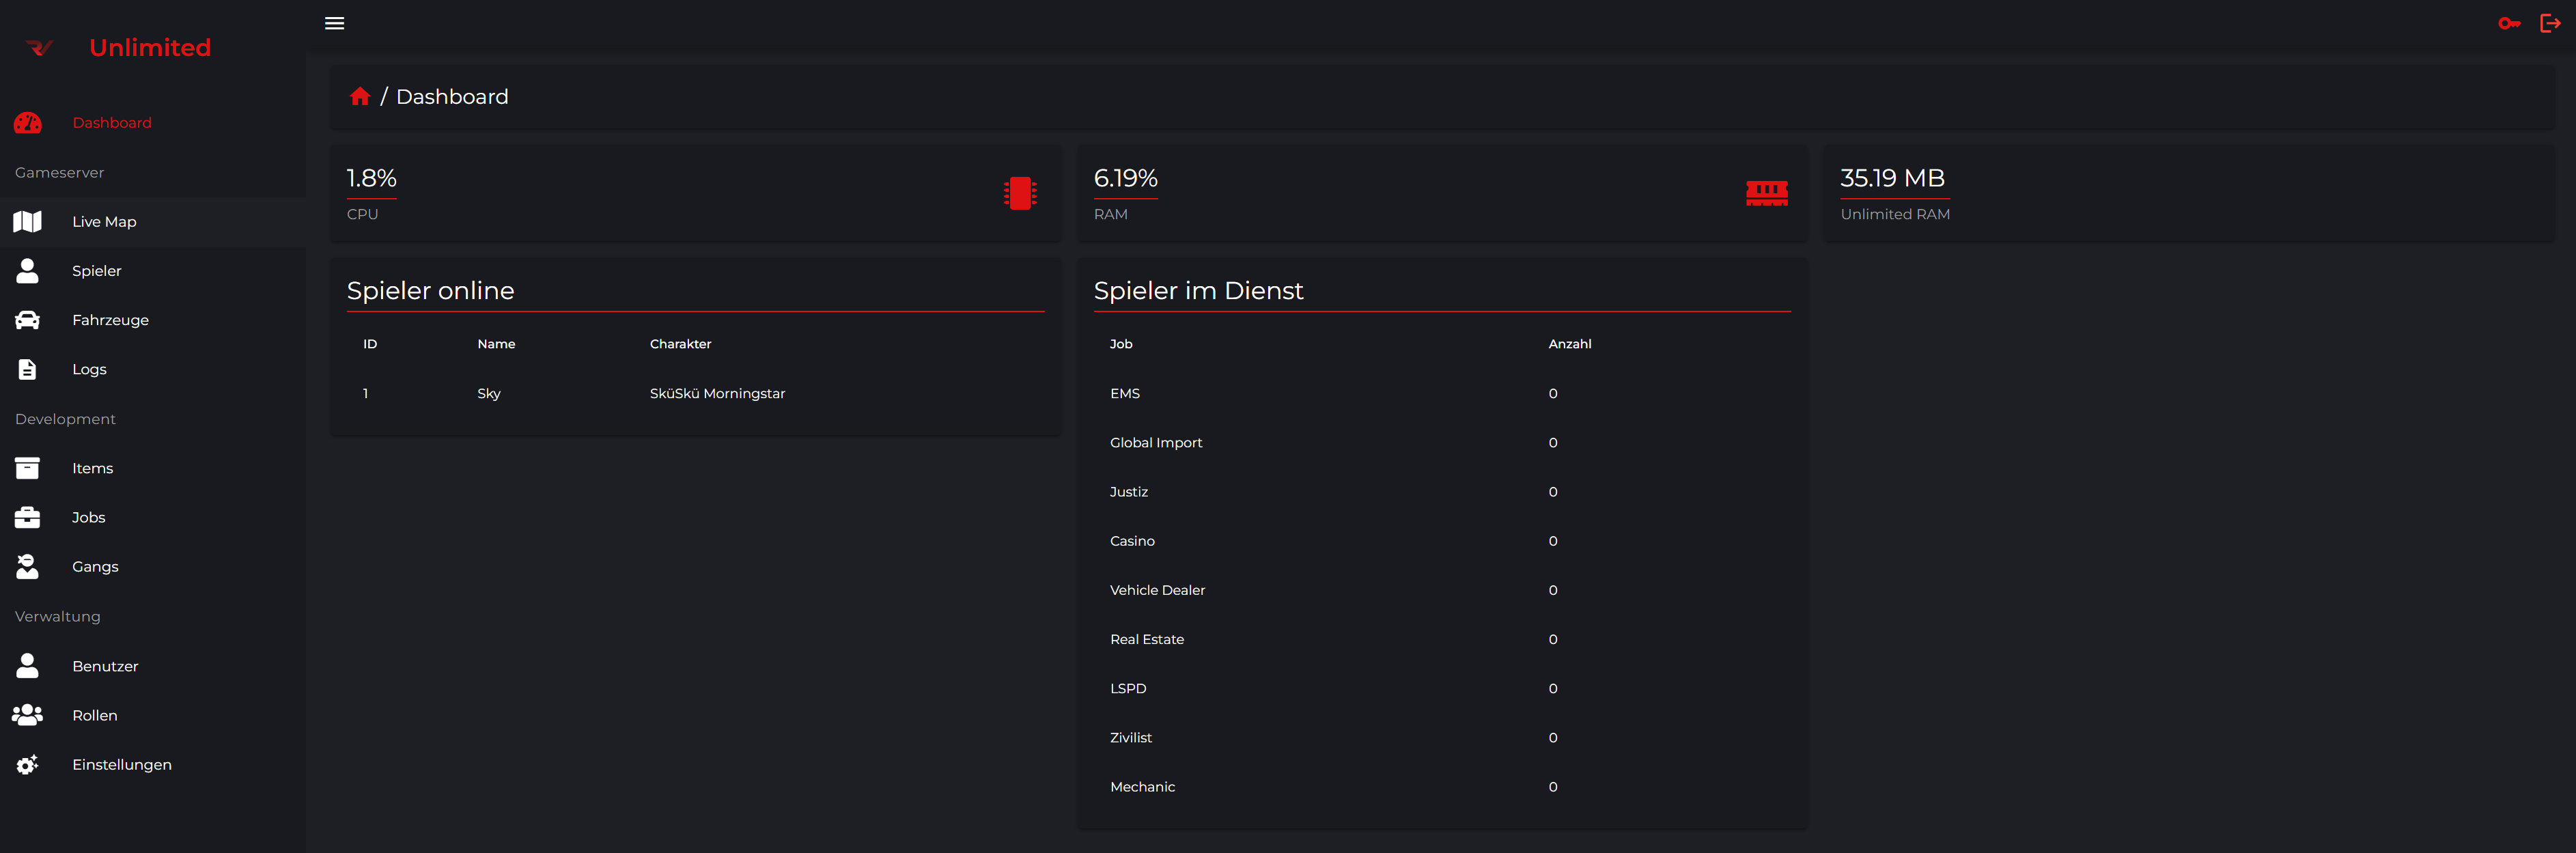 Unlimited
Dashboard
Gameserver
Live Map
Spieler
Fahrzeuge
Logs
Development
Items
Jobs
Gangs
Verwaltung
Benutzer
Rollen
Einstellungen
/ Dashboard
1.8%
CPU
6.19%
RAM
35.19 MB
Unlimited RAM
Spieler online
ID Name Charakter
1 Sky SküSkü Morningstar
Spieler im Dienst
Job Anzahl
EMS 0
Global Import 0
Justiz 0
Casino 0
Vehicle Dealer 0
Real Estate 0
LSPD 0
Zivilist 0
Mechanic 0